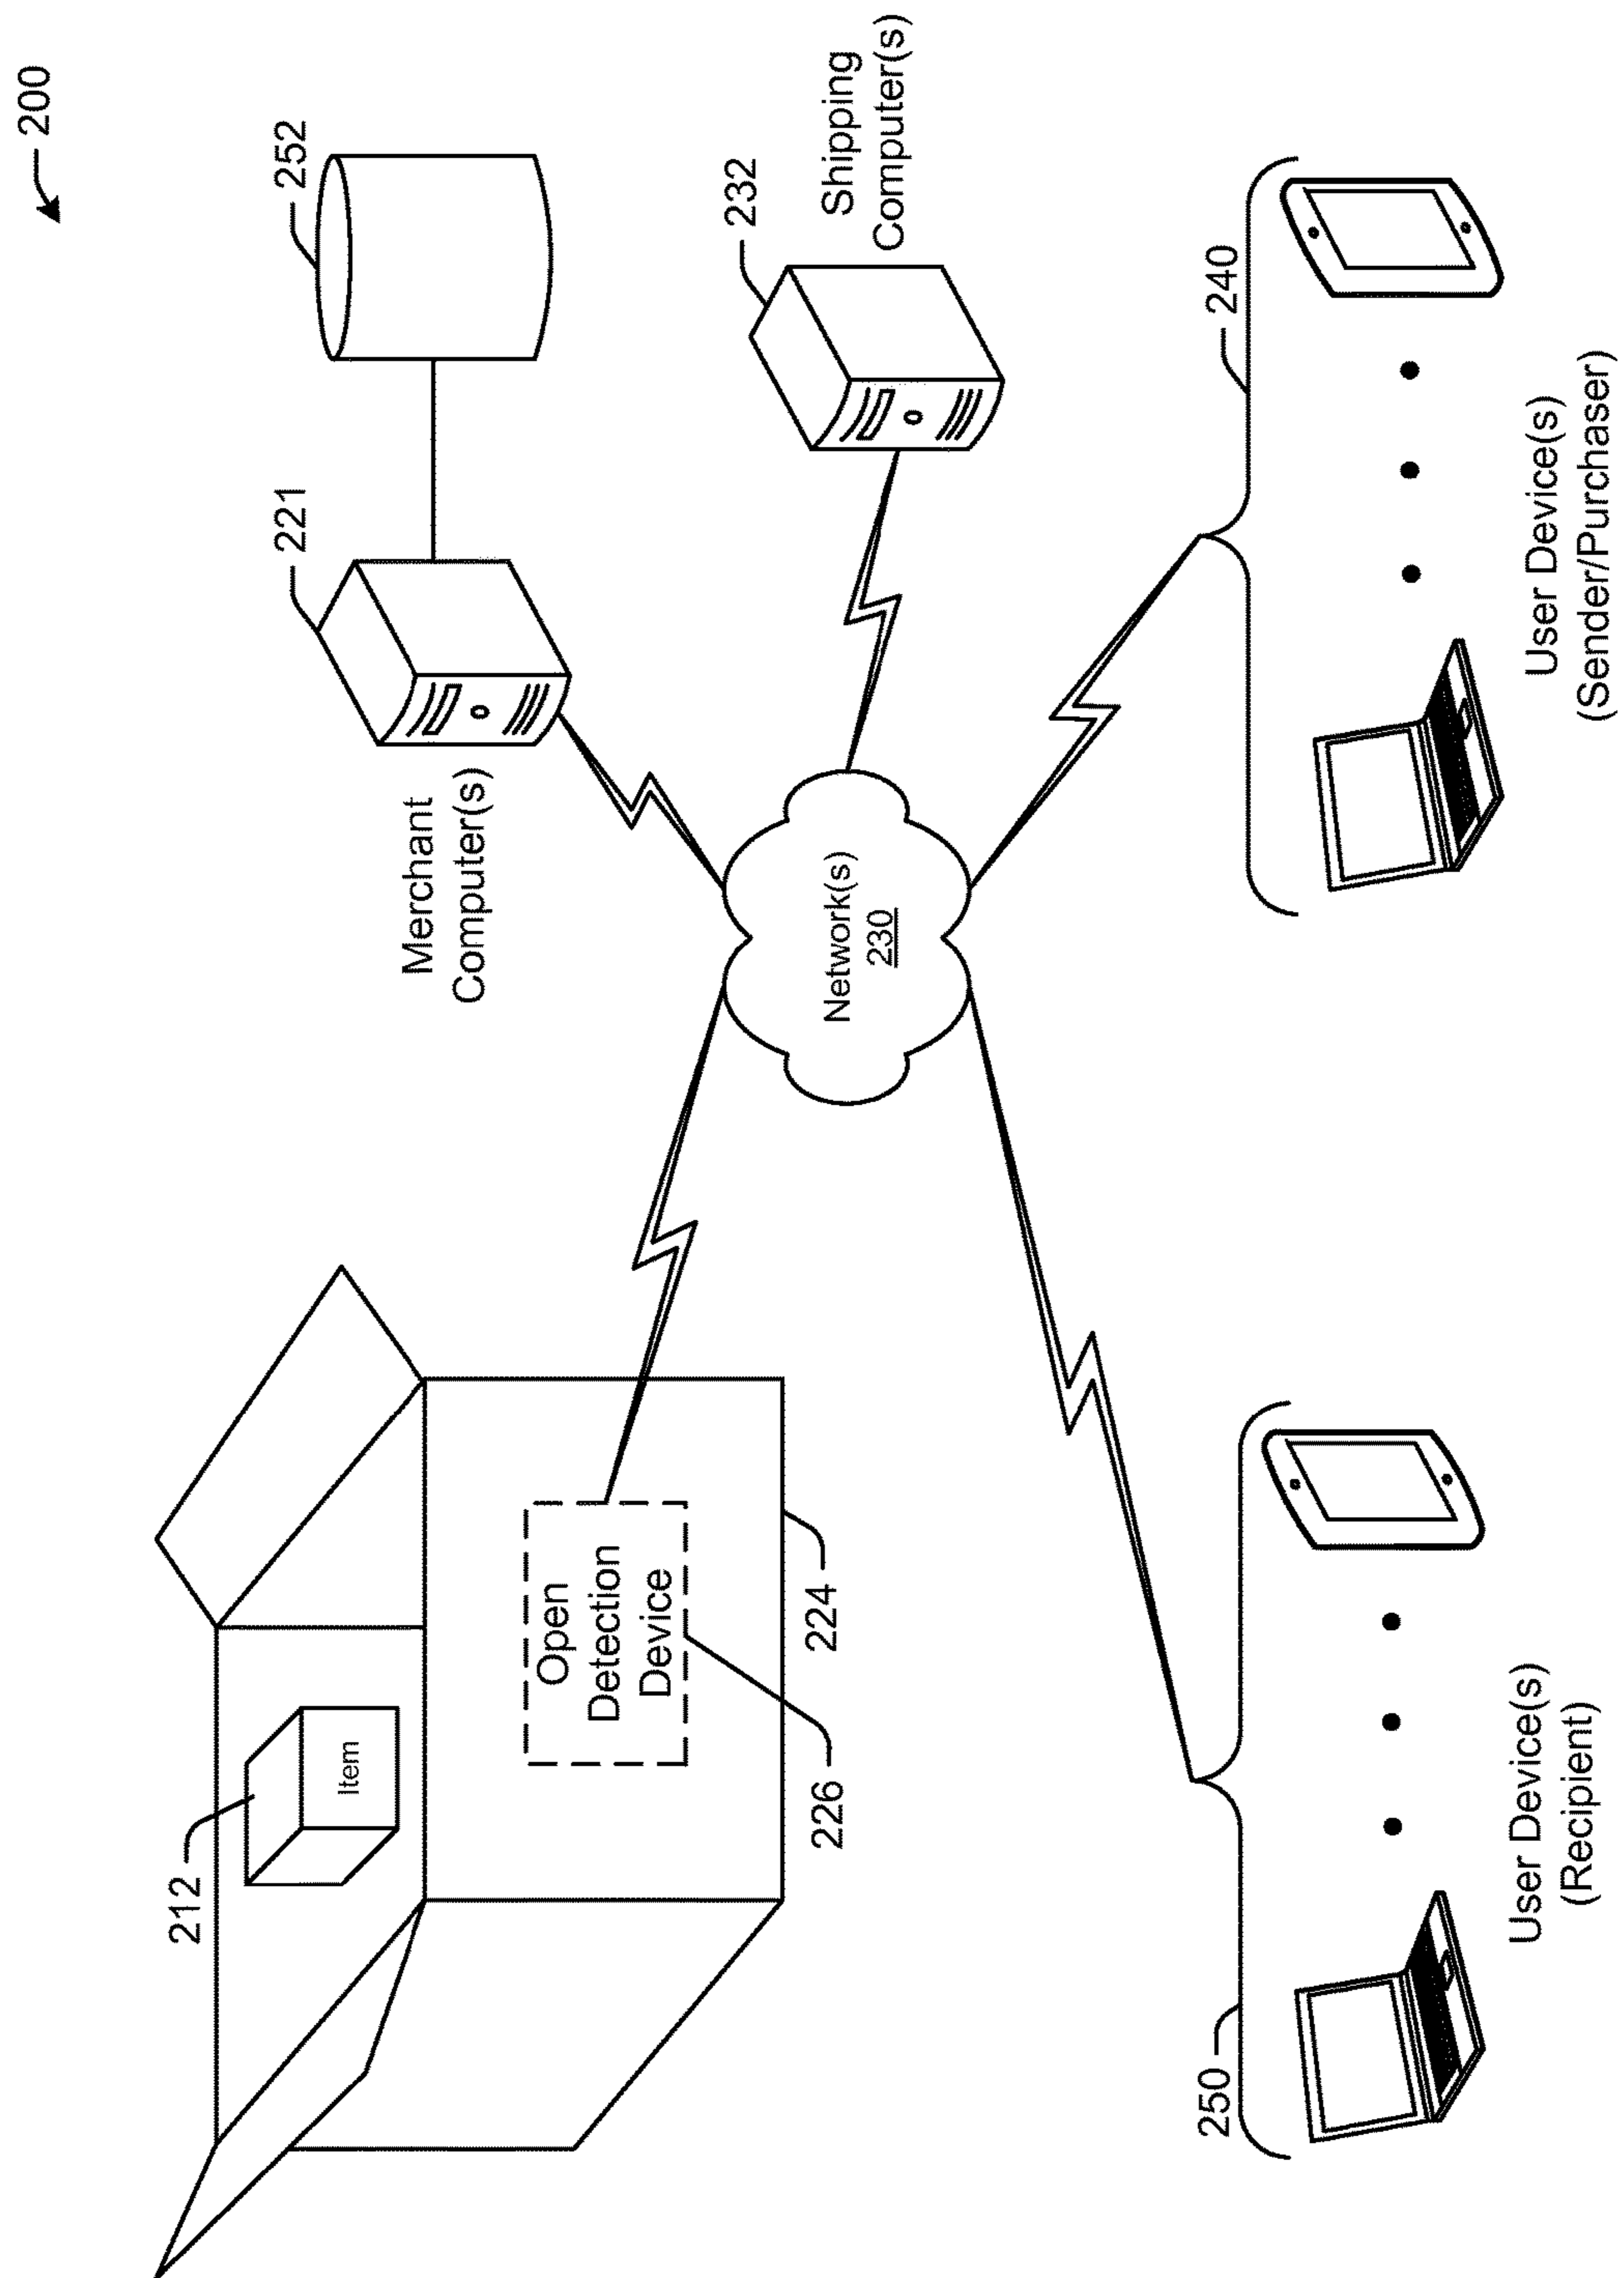 200
212
Item
Open
Detection
Device
226
224
Merchant
Computer(s)
221
252
Network(s)
230
232
Shipping
Computer(s)
250
User Device(s)
(Recipient)
240
User Device(s)
(Sender/Purchaser)